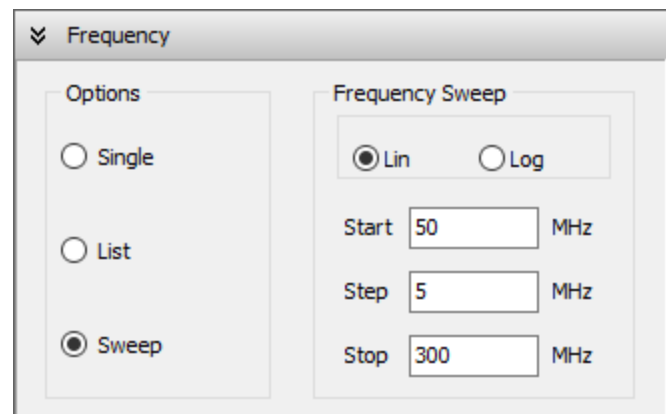 Frequency
Options
Single
List
Sweep
Frequency Sweep
Lin Log
Start 50 MHz
Step 5 MHz
Stop 300 MHz